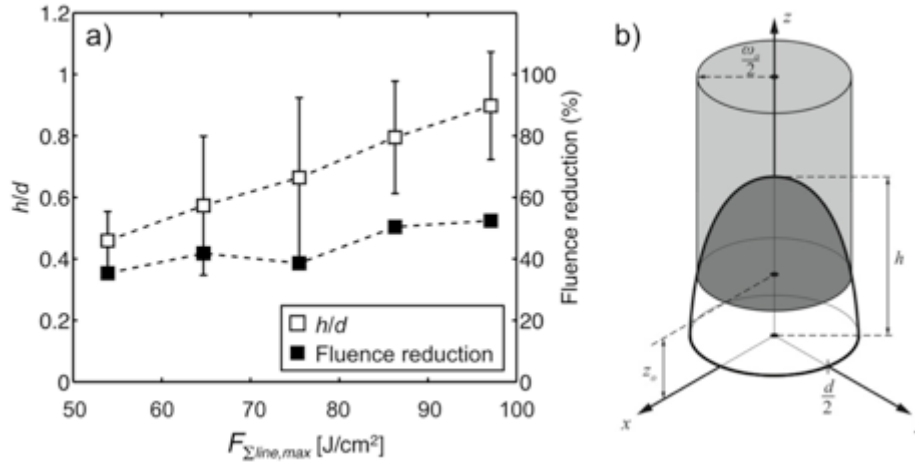 a)
1.2
1
0.8
0.6
0.4
0.2
0
h/d
100
80
60
40
20
0
Fluence reduction (%)
h/d
Fluence reduction
50
60
70
80
90
100
FΣline,max [J/cm²]
b)
z
h
z₀
d/2
x